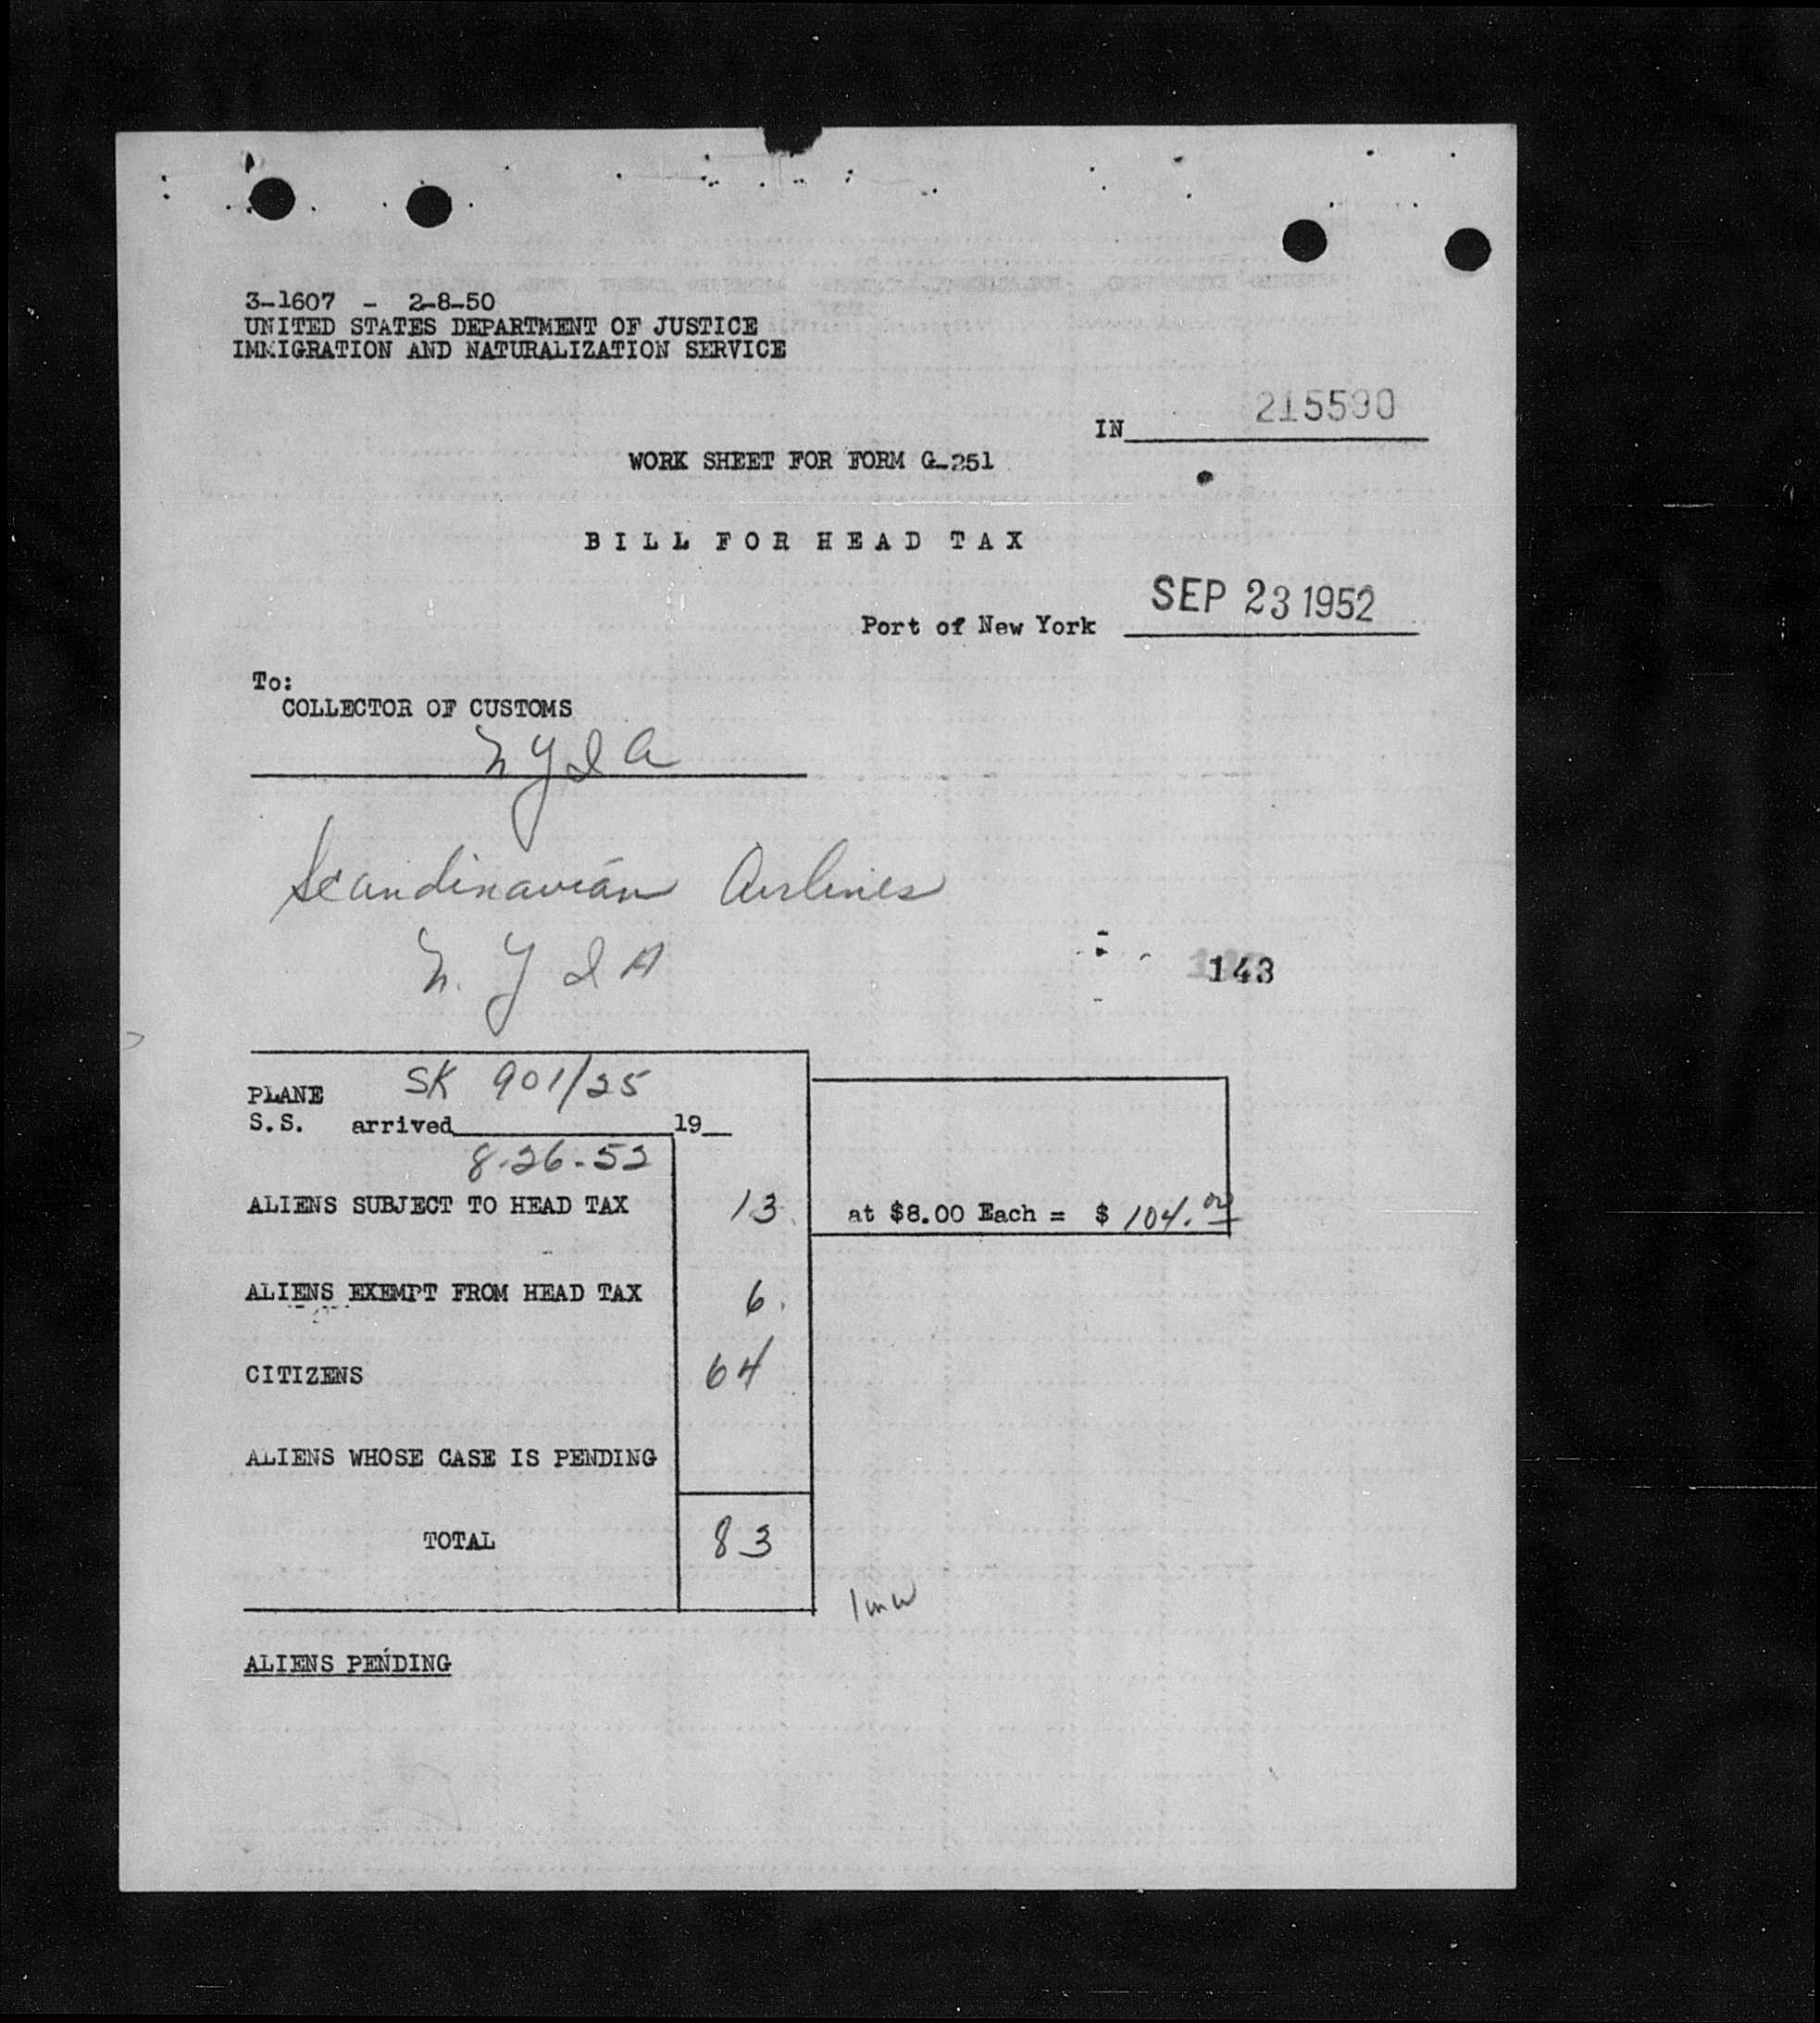 3-1607 - 2-8-50
UNITED STATES DEPARTMENT OF JUSTICE
IMMIGRATION AND NATURALIZATION SERVICE
IN 215590
WORK SHEET FOR FORM G-251
BILL FOR HEAD TAX
SEP 23 1952
Port of New York
To:
COLLECTOR OF CUSTOMS
NYIA
Scandinavian Airlines
N. Y I A
143
PLANE SK 901/25
S.S. arrived 19
8-26-52
ALIENS SUBJECT TO HEAD TAX 13 at $8.00 Each = $ 104.00
ALIENS EXEMPT FROM HEAD TAX 6
CITIZENS 64
ALIENS WHOSE CASE IS PENDING
TOTAL 83
ALIENS PENDING